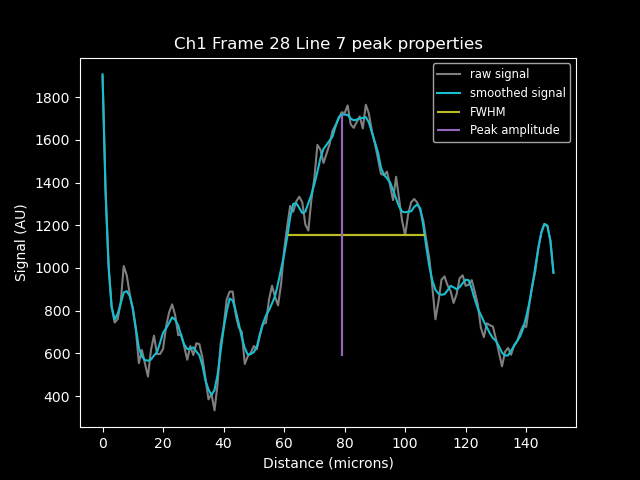 Ch1 Frame 28 Line 7 peak properties
raw signal
smoothed signal
FWHM
Peak amplitude
Signal (AU)
1800
1600
1400
1200
1000
800
600
400
0 20 40 60 80 100 120 140
Distance (microns)